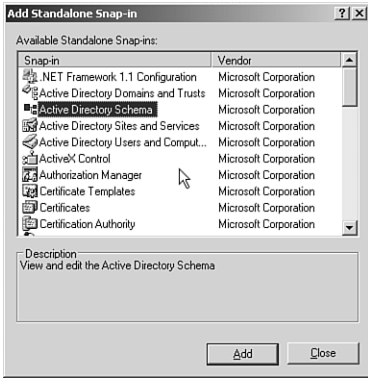 Add Standalone Snap-in
Available Standalone Snap-ins:
Snap-in Vendor
.NET Framework 1.1 Configuration Microsoft Corporation
Active Directory Domains and Trusts Microsoft Corporation
Active Directory Schema Microsoft Corporation
Active Directory Sites and Services Microsoft Corporation
Active Directory Users and Comput... Microsoft Corporation
ActiveX Control
Authorization Manager Microsoft Corporation
Certificate Templates Microsoft Corporation
Certificates Microsoft Corporation
Certification Authority Microsoft Corporation
Description
View and edit the Active Directory Schema
Add Close